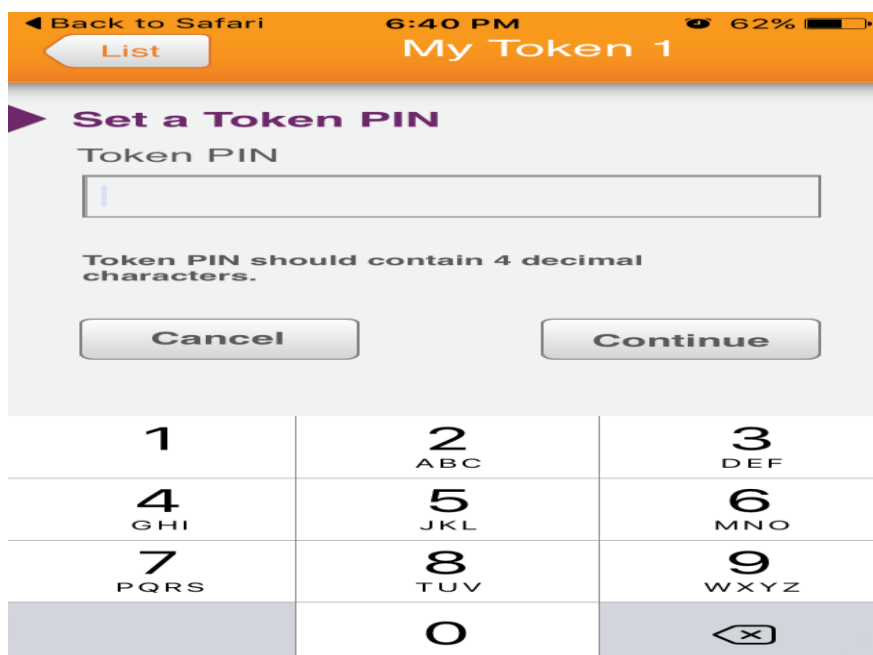 Back to Safari 6:40 PM 62%
List My Token 1
Set a Token PIN
Token PIN
Token PIN should contain 4 decimal
characters.
Cancel Continue
1 2 3
ABC DEF
4 5 6
GHI JKL MNO
7 8 9
PQRS TUV WXYZ
0